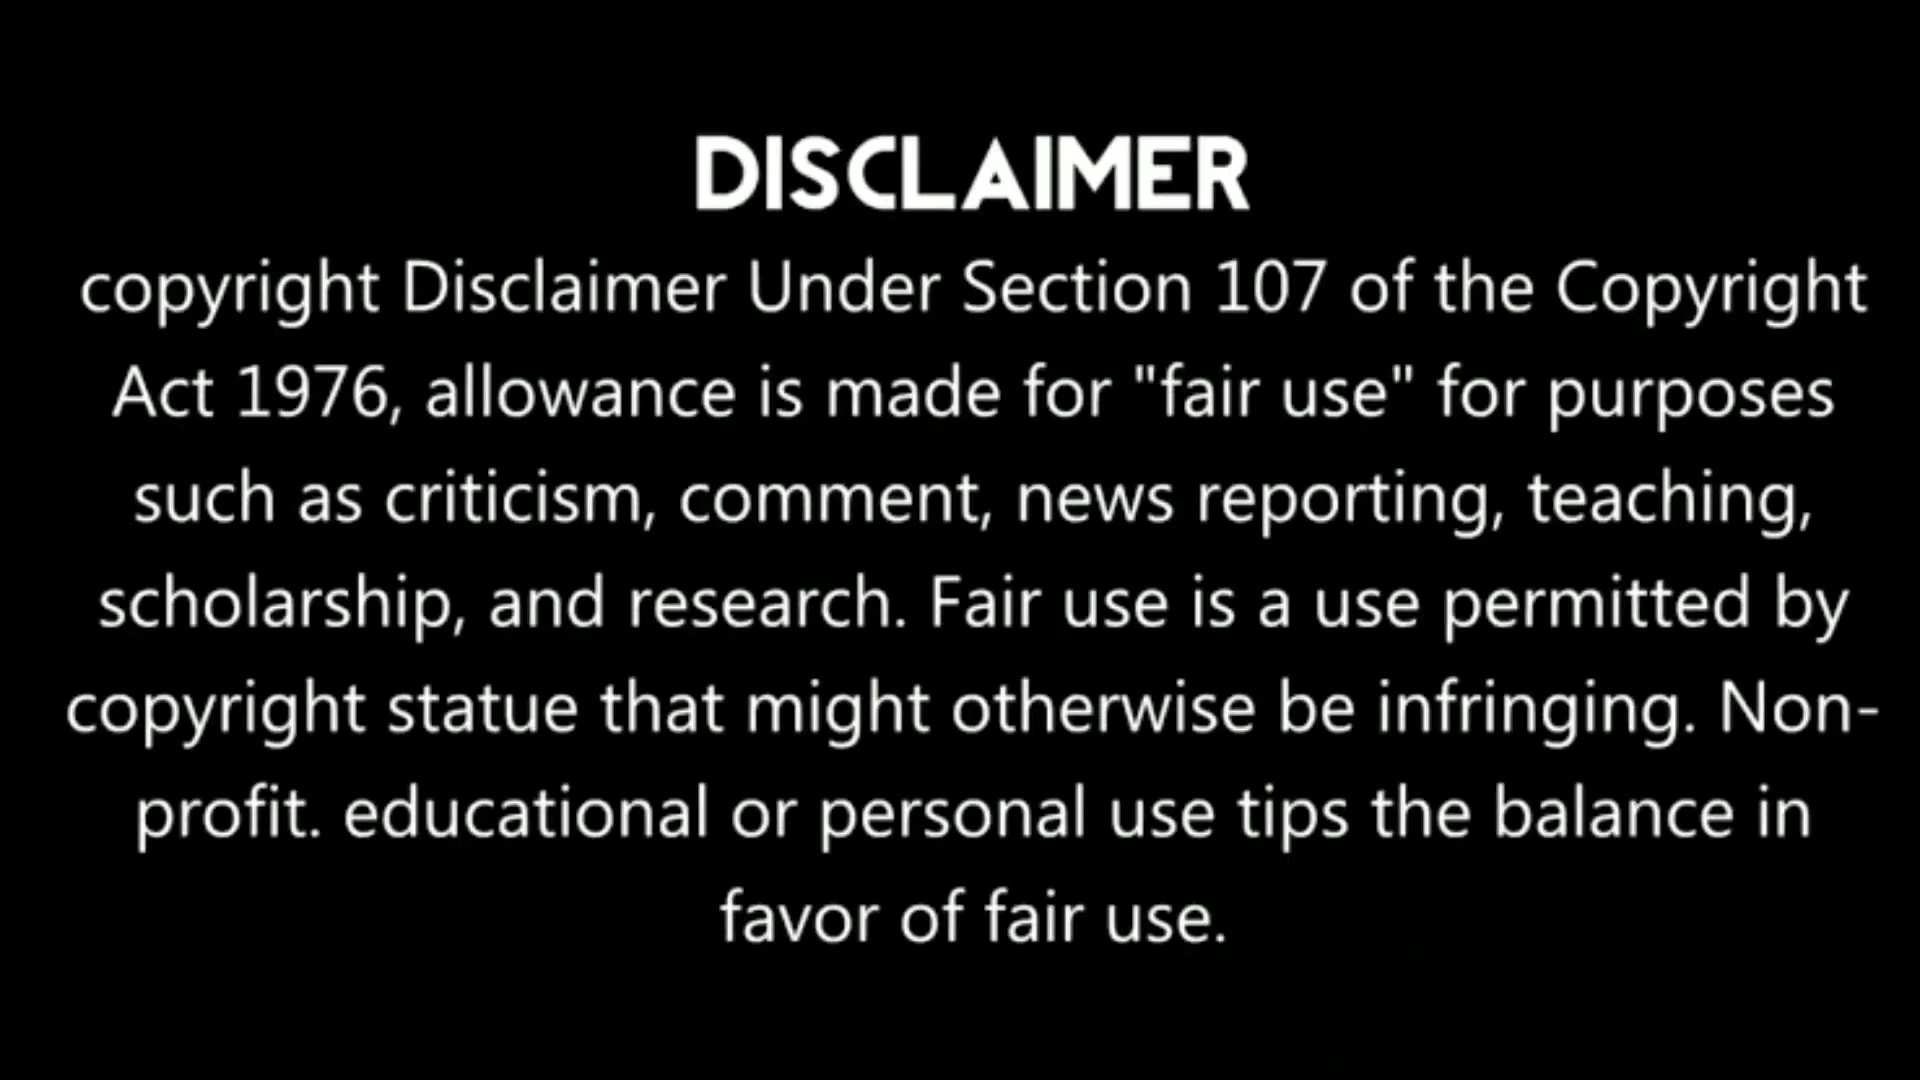 DISCLAIMER
copyright Disclaimer Under Section 107 of the Copyright
Act 1976, allowance is made for "fair use" for purposes
such as criticism, comment, news reporting, teaching,
scholarship, and research. Fair use is a use permitted by
copyright statue that might otherwise be infringing. Non-
profit. educational or personal use tips the balance in
favor of fair use.